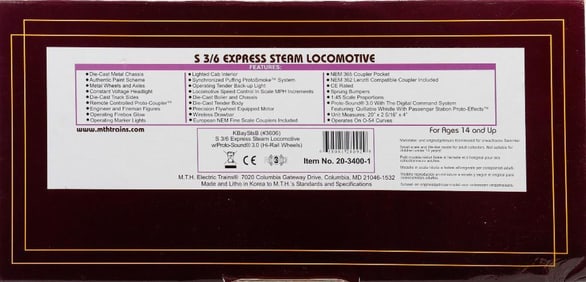 S 3/6 EXPRESS STEAM LOCOMOTIVE
FEATURES:
• Die-Cast Metal Chassis
• Authentic Paint Scheme
• Metal Wheels and Axles
• Constant Voltage Headlight
• Die-Cast Truck Sides
• Remote Controlled Proto-Coupler™
• Engineer and Fireman Figures
• Operating Firebox Glow
• Operating Marker Lights
• Lighted Cab Interior
• Synchronized Puffing ProtoSmoke™ System
• Operating Tender Back-up Light
• Locomotive Speed Control In Scale MPH Increments
• Die-Cast Boiler and Chassis
• Die-Cast Tender Body
• Precision Flywheel Equipped Motor
• Wireless Drawbar
• European NEM Fine Scale Couplers Included
• NEM 365 Coupler Pocket
• NEM 362 Lenz® Compatible Coupler Included
• CE Rated
• Sprung Bumpers
• 1:45 Scale Proportions
• Proto-Sound® 3.0 With The Digital Command System
Featuring: Quillable Whistle With Passenger Station Proto-Effects™
• Unit Measures: 20" x 2 5/16" x 4"
• Operates On O-54 Curves
www.mthtrains.com
For Ages 14 and Up
KBayStsB (#3606)
S 3/6 Express Steam Locomotive
w/Proto-Sound® 3.0 (Hi-Rail Wheels)
Item No. 20-3400-1
M.T.H. Electric Trains® 7020 Columbia Gateway Drive, Columbia, MD 21046-1532
Made and Litho in Korea to M.T.H.'s Standards and Specifications